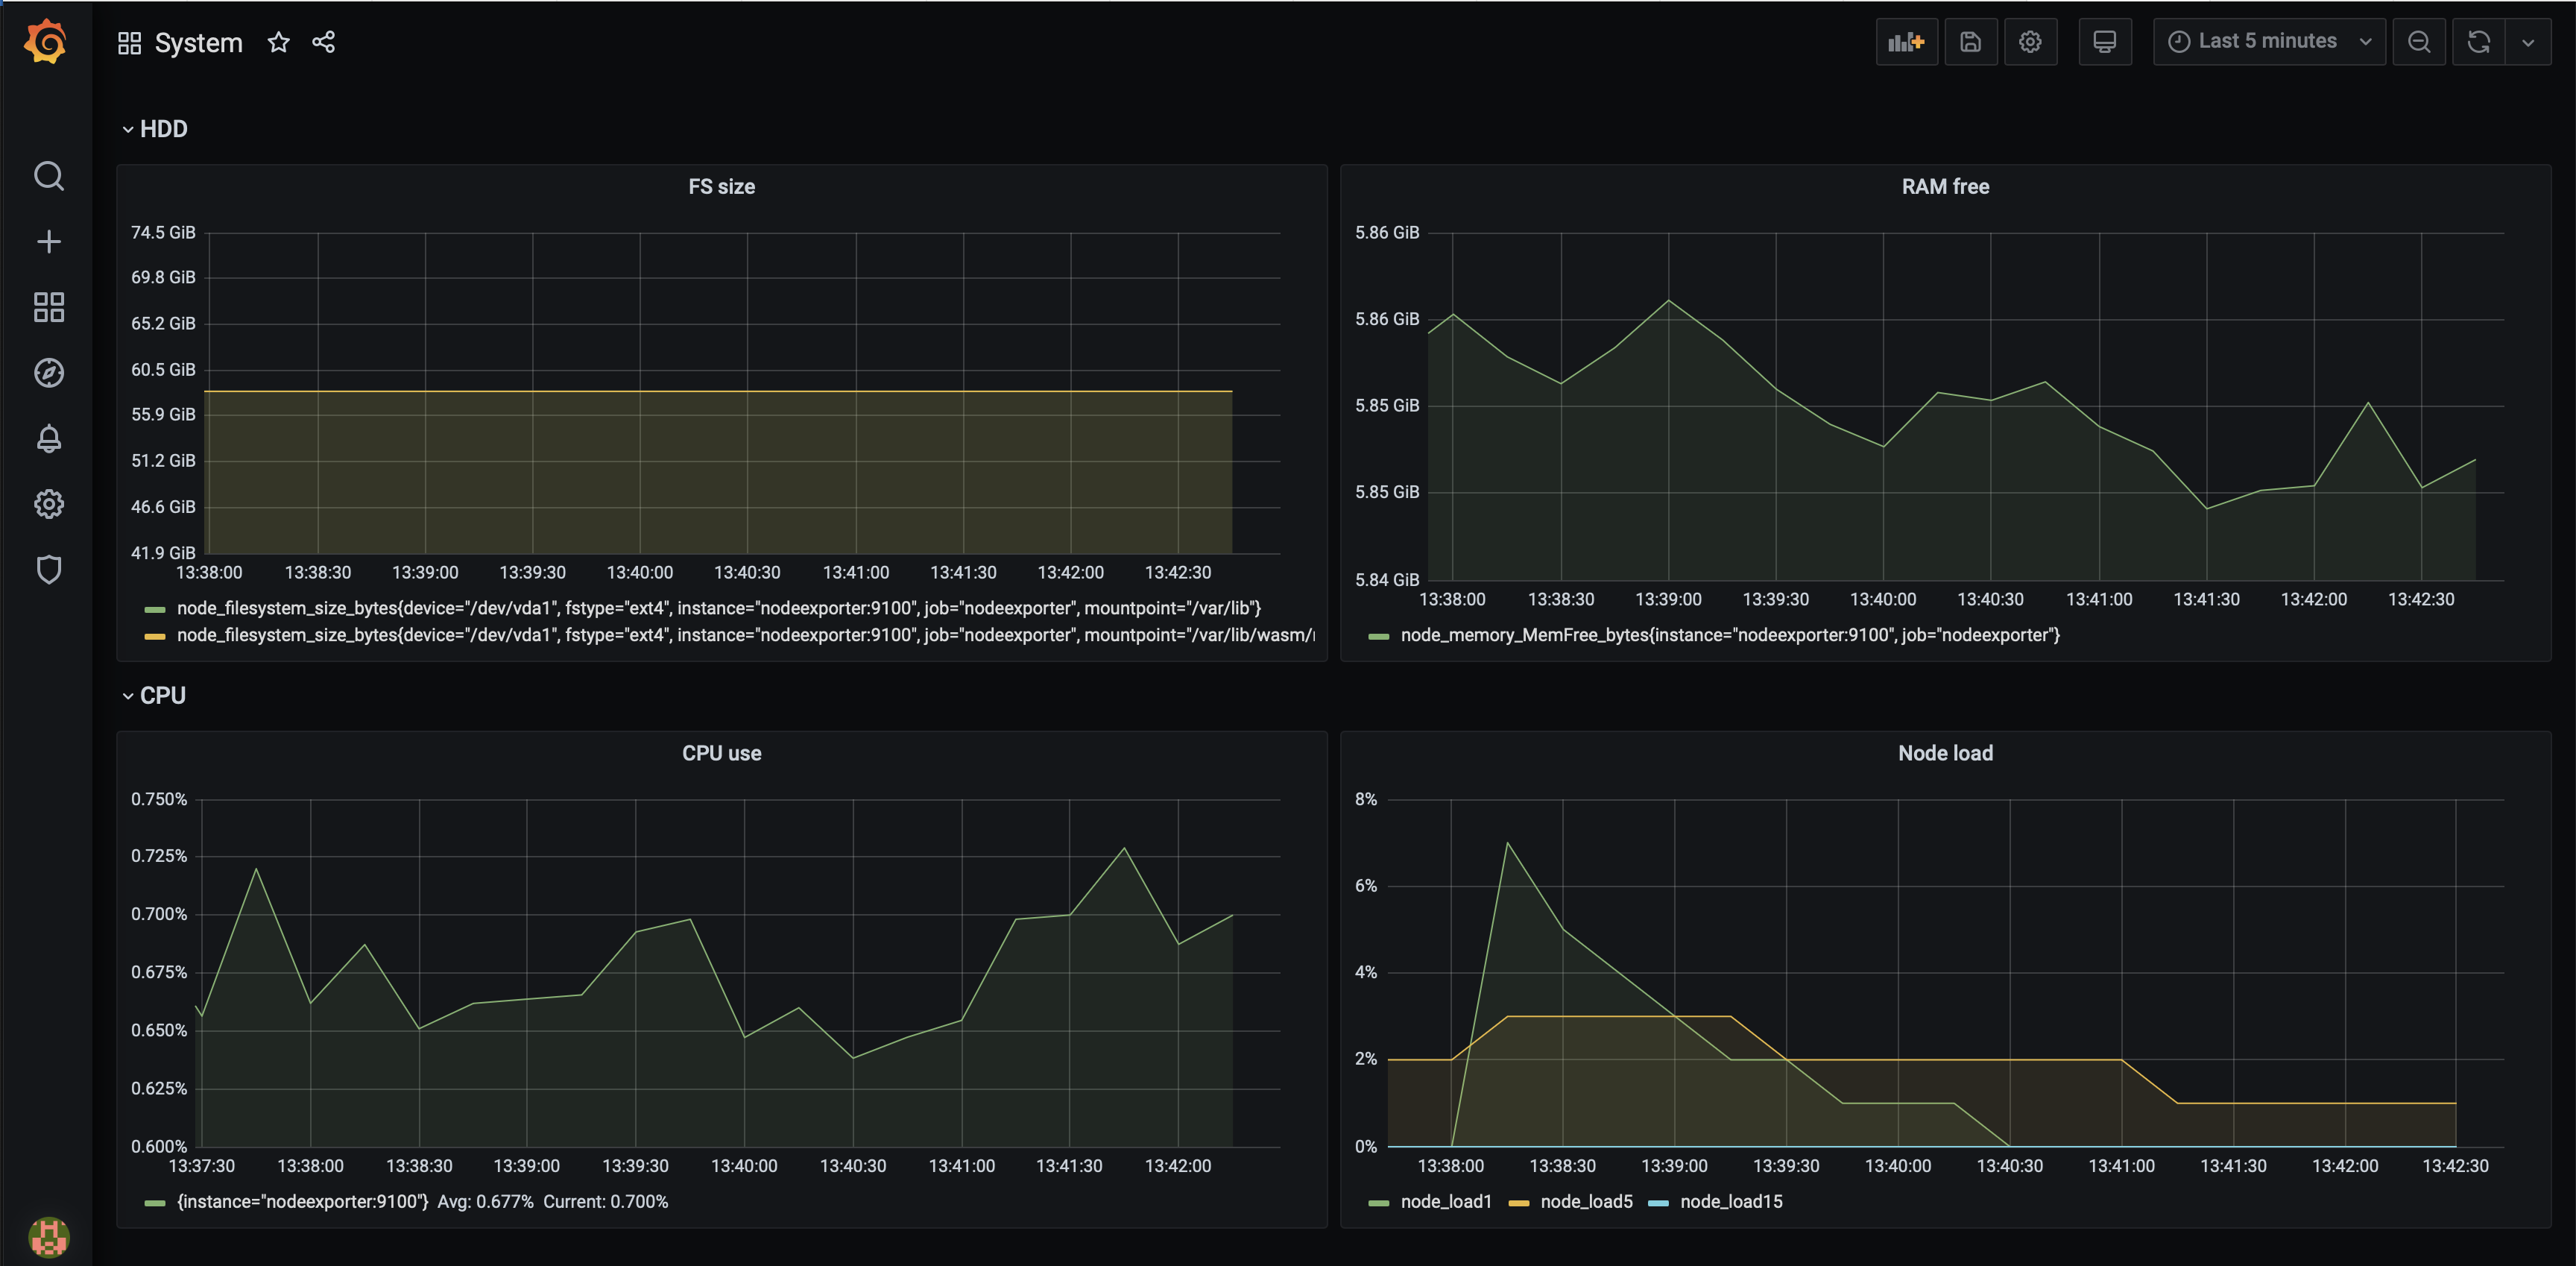 System
Last 5 minutes
HDD
FS size
74.5 GiB
69.8 GiB
65.2 GiB
60.5 GiB
55.9 GiB
51.2 GiB
46.6 GiB
41.9 GiB
13:38:00 13:38:30 13:39:00 13:39:30 13:40:00 13:40:30 13:41:00 13:41:30 13:42:00 13:42:30
node_filesystem_size_bytes{device="/dev/vda1", fstype="ext4", instance="nodeexporter:9100", job="nodeexporter", mountpoint="/var/lib"}
node_filesystem_size_bytes{device="/dev/vda1", fstype="ext4", instance="nodeexporter:9100", job="nodeexporter", mountpoint="/var/lib/wasm/
RAM free
5.86 GiB
5.86 GiB
5.85 GiB
5.85 GiB
5.84 GiB
13:38:00 13:38:30 13:39:00 13:39:30 13:40:00 13:40:30 13:41:00 13:41:30 13:42:00 13:42:30
node_memory_MemFree_bytes{instance="nodeexporter:9100", job="nodeexporter"}
CPU
CPU use
0.750%
0.725%
0.700%
0.675%
0.650%
0.625%
0.600%
13:37:30 13:38:00 13:38:30 13:39:00 13:39:30 13:40:00 13:40:30 13:41:00 13:41:30 13:42:00
{instance="nodeexporter:9100"} Avg: 0.677% Current: 0.700%
Node load
8%
6%
4%
2%
0%
13:38:00 13:38:30 13:39:00 13:39:30 13:40:00 13:40:30 13:41:00 13:41:30 13:42:00 13:42:30
node_load1 node_load5 node_load15